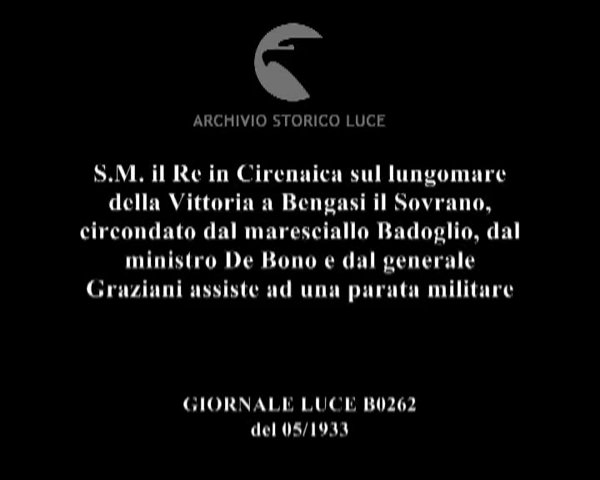 ARCHIVIO STORICO LUCE
S.M. il Re in Cirenaica sul lungomare
della Vittoria a Bengasi il Sovrano,
circondato dal maresciallo Badoglio, dal
ministro De Bono e dal generale
Graziani assiste ad una parata militare
GIORNALE LUCE B0262
del 05/1933